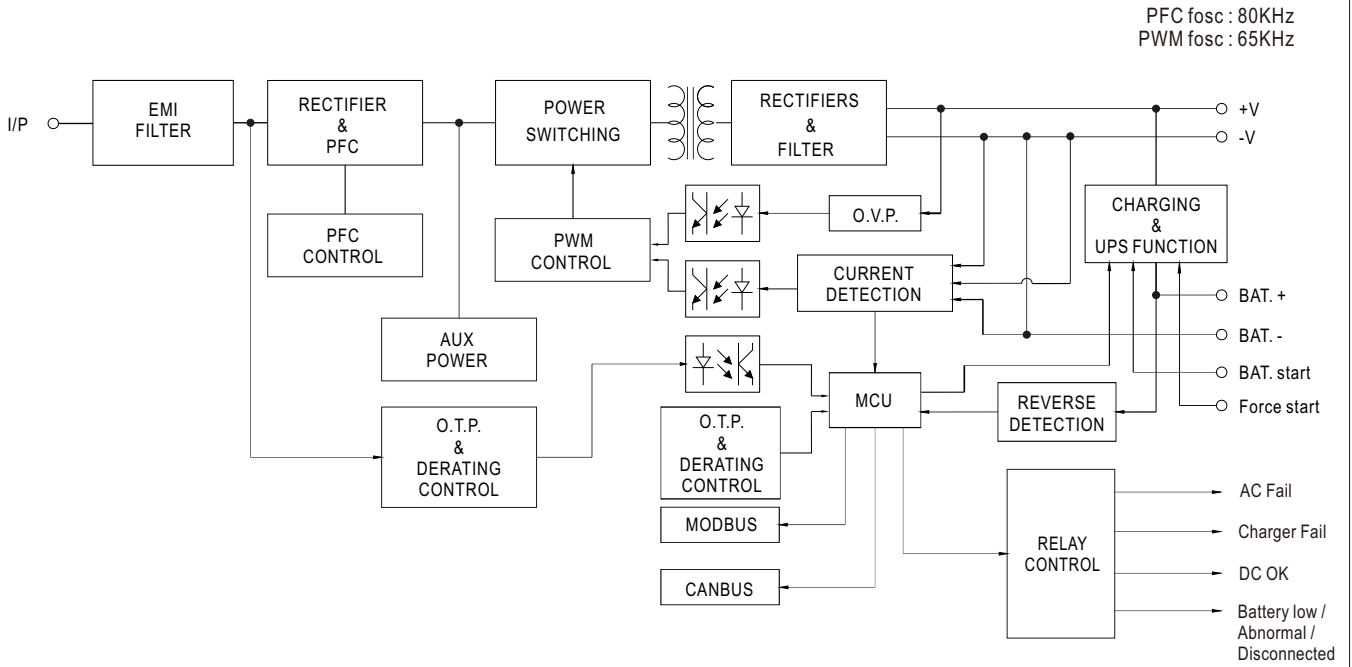 PFC fosc : 80KHz
PWM fosc : 65KHz
I/P
EMI
FILTER
RECTIFIER
&
PFC
POWER
SWITCHING
RECTIFIERS
&
FILTER
+V
-V
PFC
CONTROL
PWM
CONTROL
O.V.P.
CHARGING
&
UPS FUNCTION
CURRENT
DETECTION
BAT. +
BAT. -
AUX
POWER
BAT. start
MCU
REVERSE
DETECTION
Force start
O.T.P.
&
DERATING
CONTROL
O.T.P.
&
DERATING
CONTROL
MODBUS
CANBUS
RELAY
CONTROL
AC Fail
Charger Fail
DC OK
Battery low /
Abnormal /
Disconnected